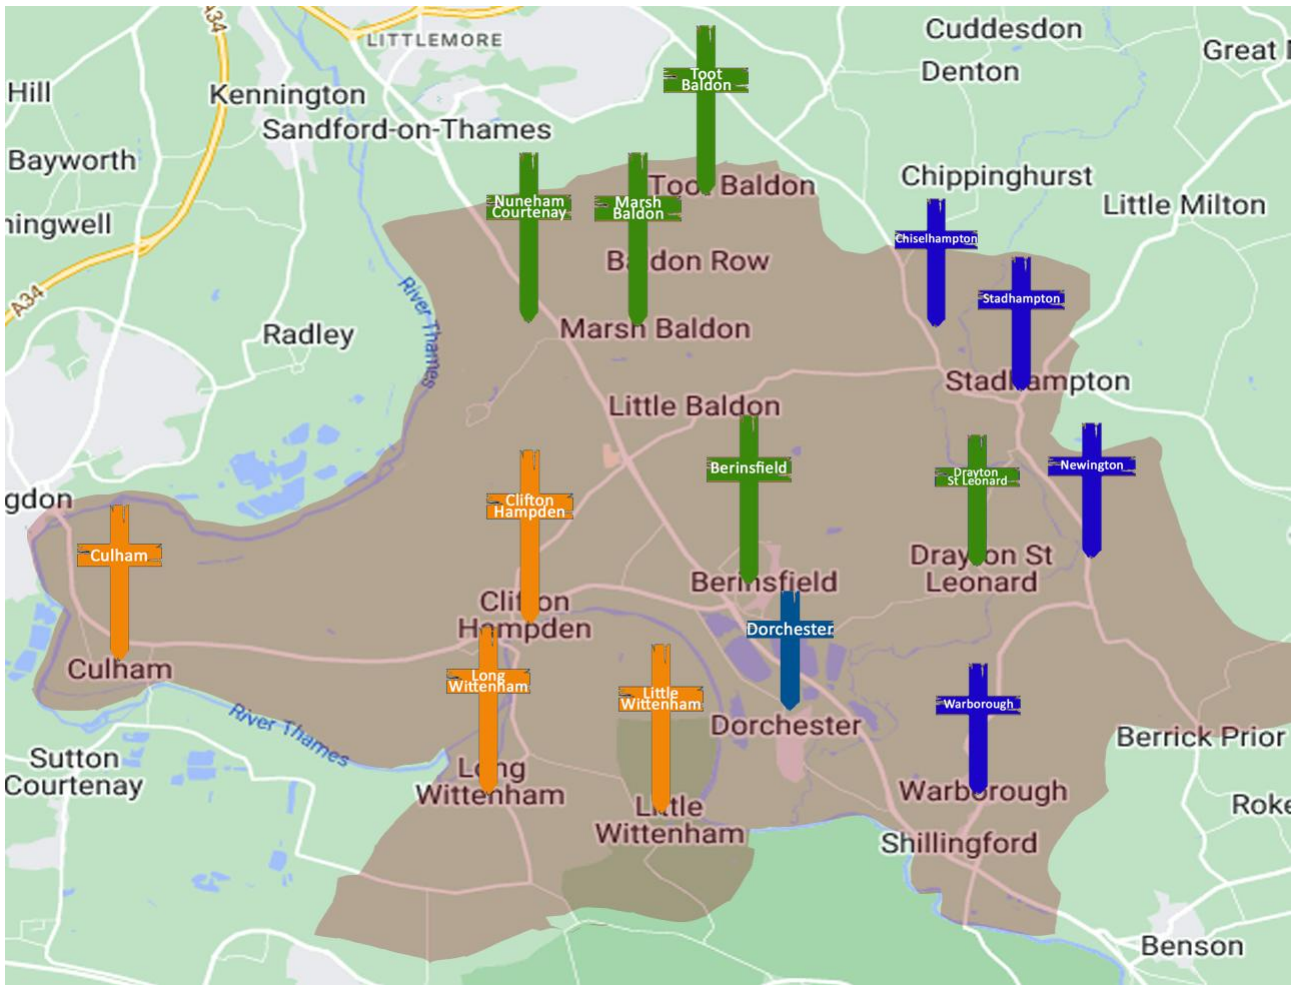 A34
LITTLEMORE
Cuddesdon
Great
Denton
Toot
Baldon
Hill
Kennington
Sandford-on-Thames
Bayworth
Chippinghurst
Toot Baldon
Nuneham
Courtenay
Marsh
Baldon
Little Milton
ningwell
Chiselhampton
Baldon Row
A34
River Thames
Stadhampton
Radley
Marsh Baldon
Stadhampton
Little Baldon
Berinsfield
Drayton
St Leonard
Newington
gdon
Clifton
Hampden
Culham
Berinsfield
Drayton St
Leonard
Clifton
Hampden
Dorchester
Culham
Long
Wittenham
Little
Wittenham
Warborough
River Thames
Dorchester
Berrick Prior
Sutton
Courtenay
Long
Wittenham
Warborough
Roke
Little
Wittenham
Shillingford
Benson